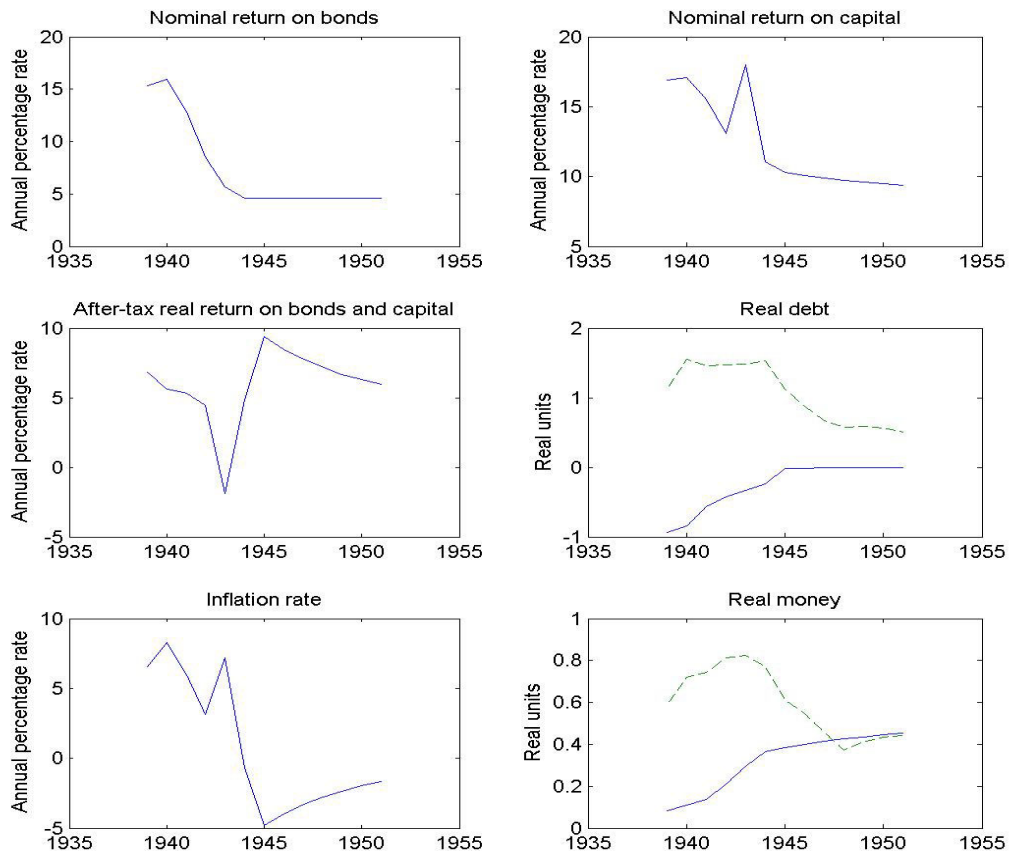 Nominal return on bonds
Annual percentage rate
20
15
10
5
0
1935 1940 1945 1950 1955
Nominal return on capital
Annual percentage rate
20
15
10
5
1935 1940 1945 1950 1955
After-tax real return on bonds and capital
Annual percentage rate
10
5
0
-5
1935 1940 1945 1950 1955
Real debt
Real units
2
1
0
-1
1935 1940 1945 1950 1955
Inflation rate
Annual percentage rate
10
5
0
-5
1935 1940 1945 1950 1955
Real money
Real units
1
0.8
0.6
0.4
0.2
0
1935 1940 1945 1950 1955